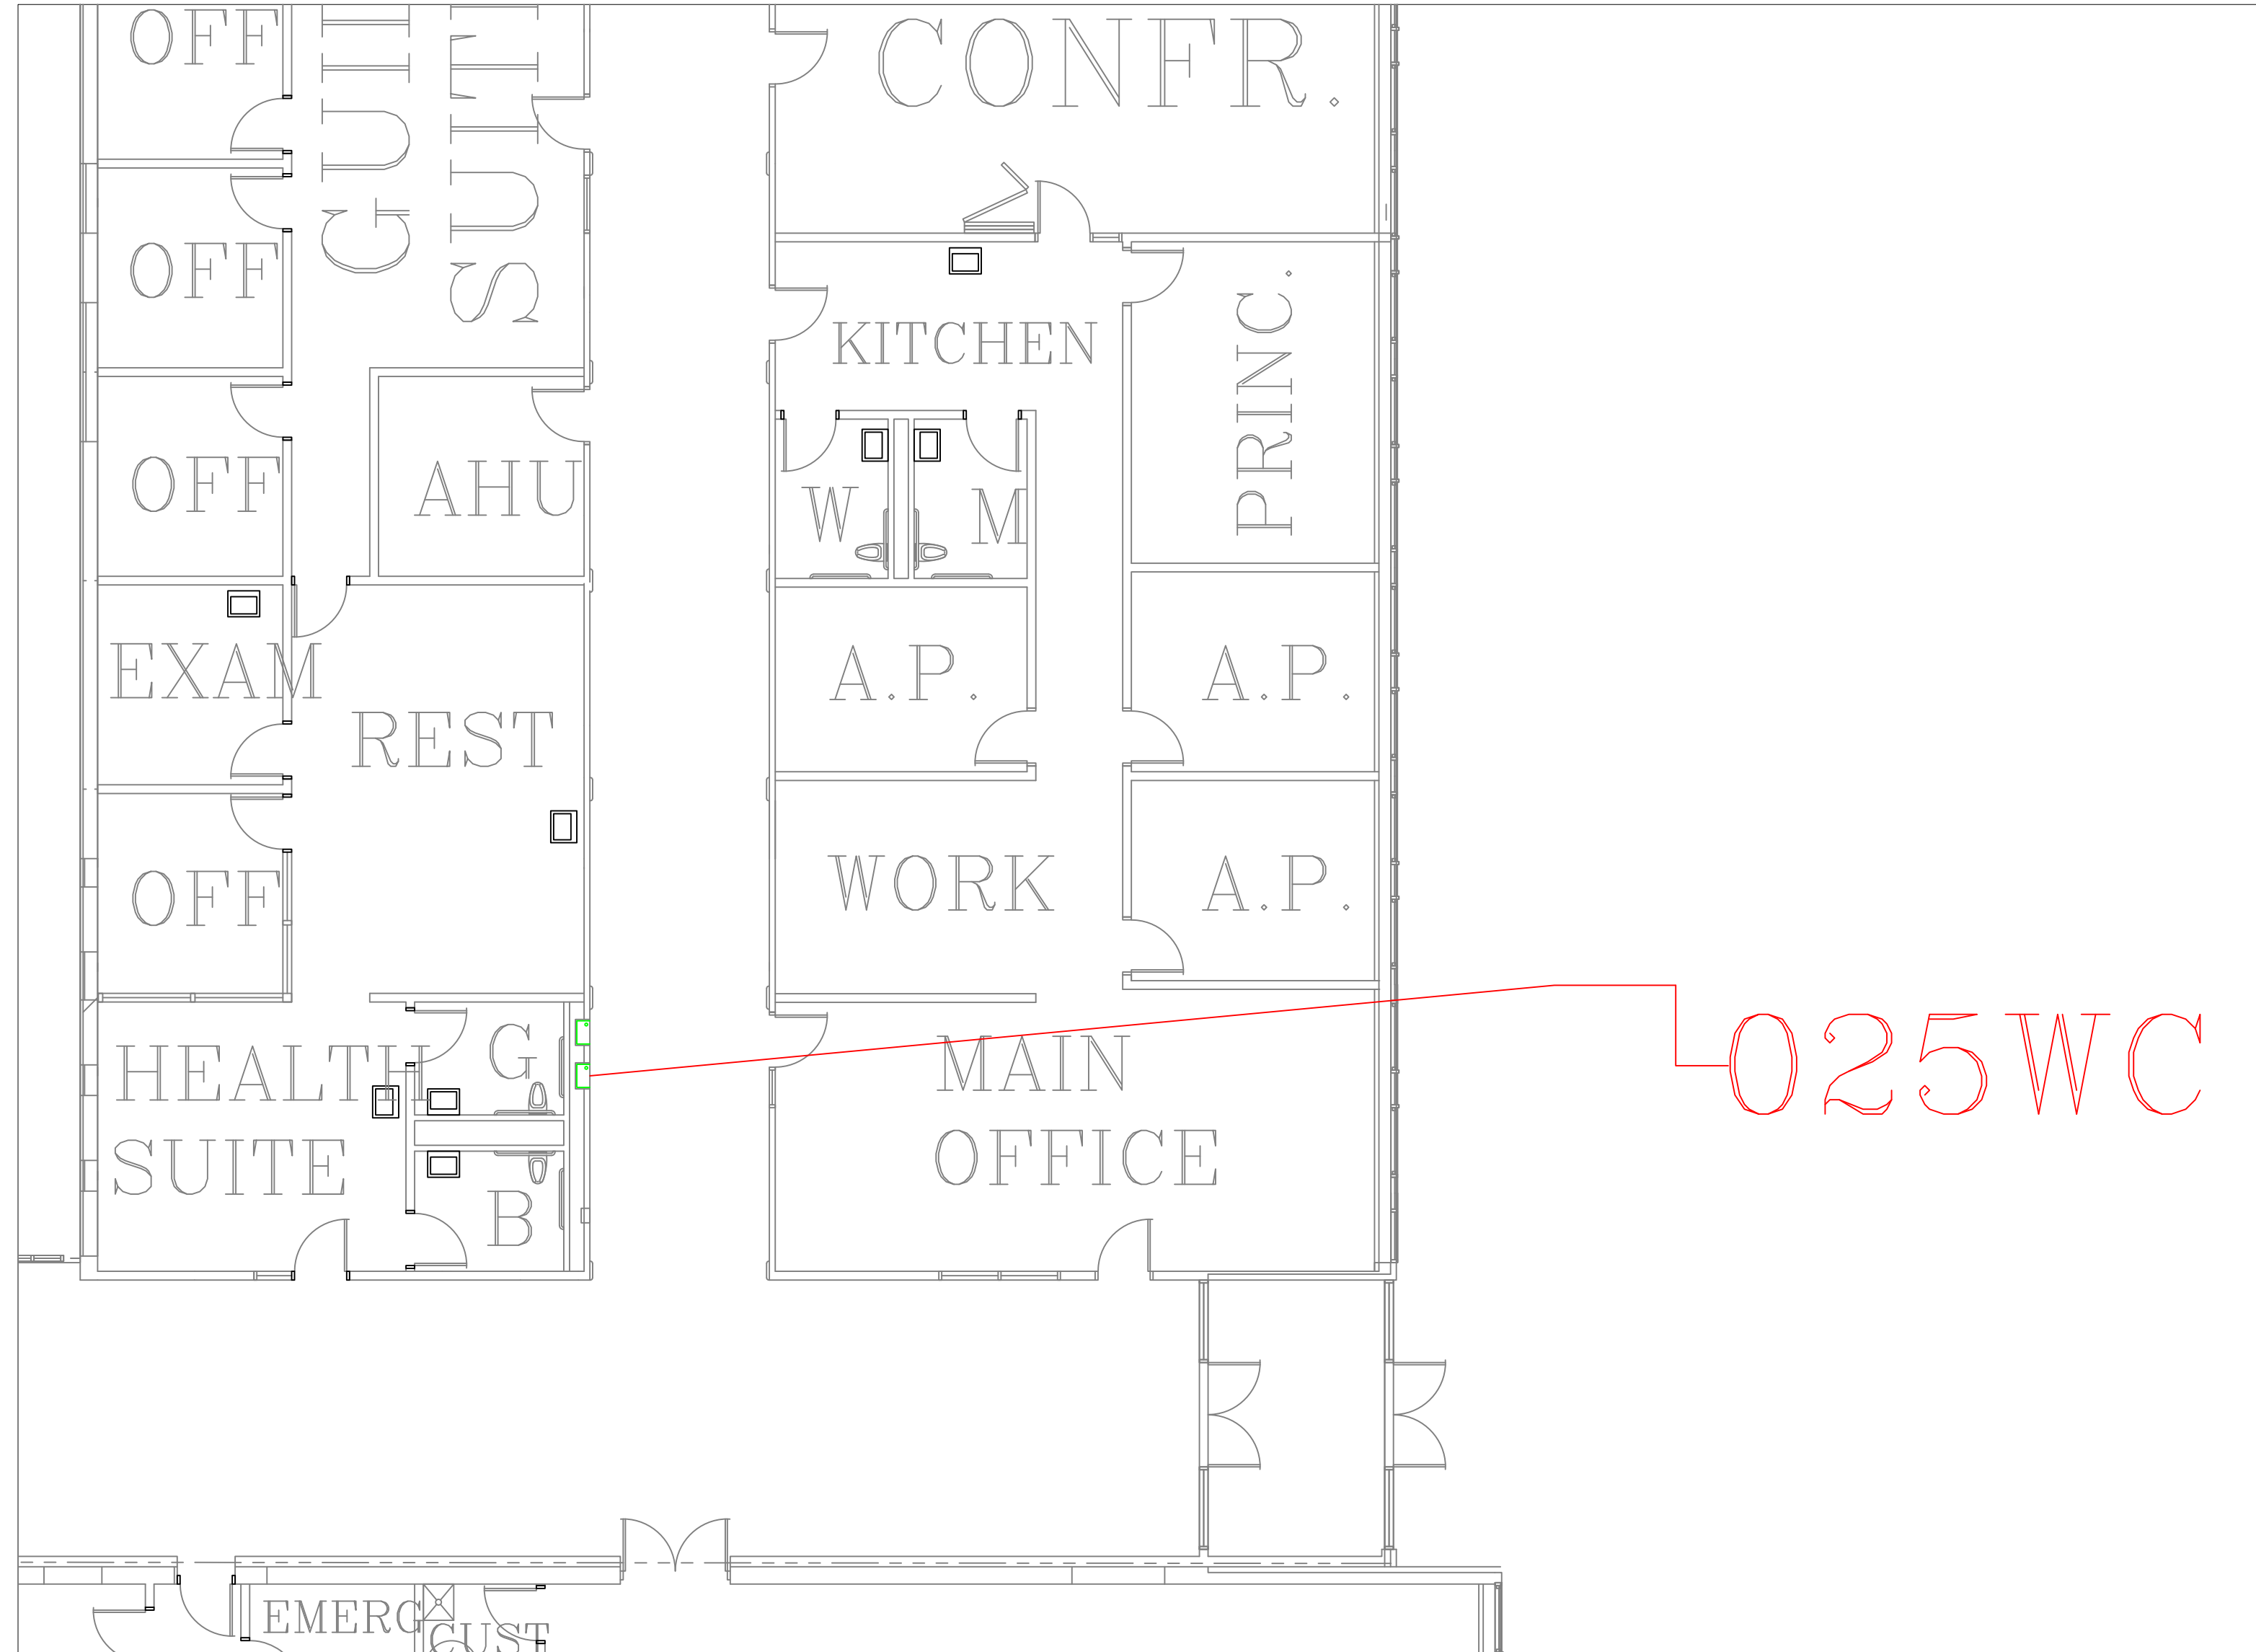 OFF
GUID
SUITE
CONFR.
OFF
KITCHEN
PRINC.
OFF
AHU
W
M
EXAM
REST
A.P.
A.P.
OFF
WORK
A.P.
HEALTH
SUITE
G
B
MAIN
OFFICE
025WC
EMERG
CUST